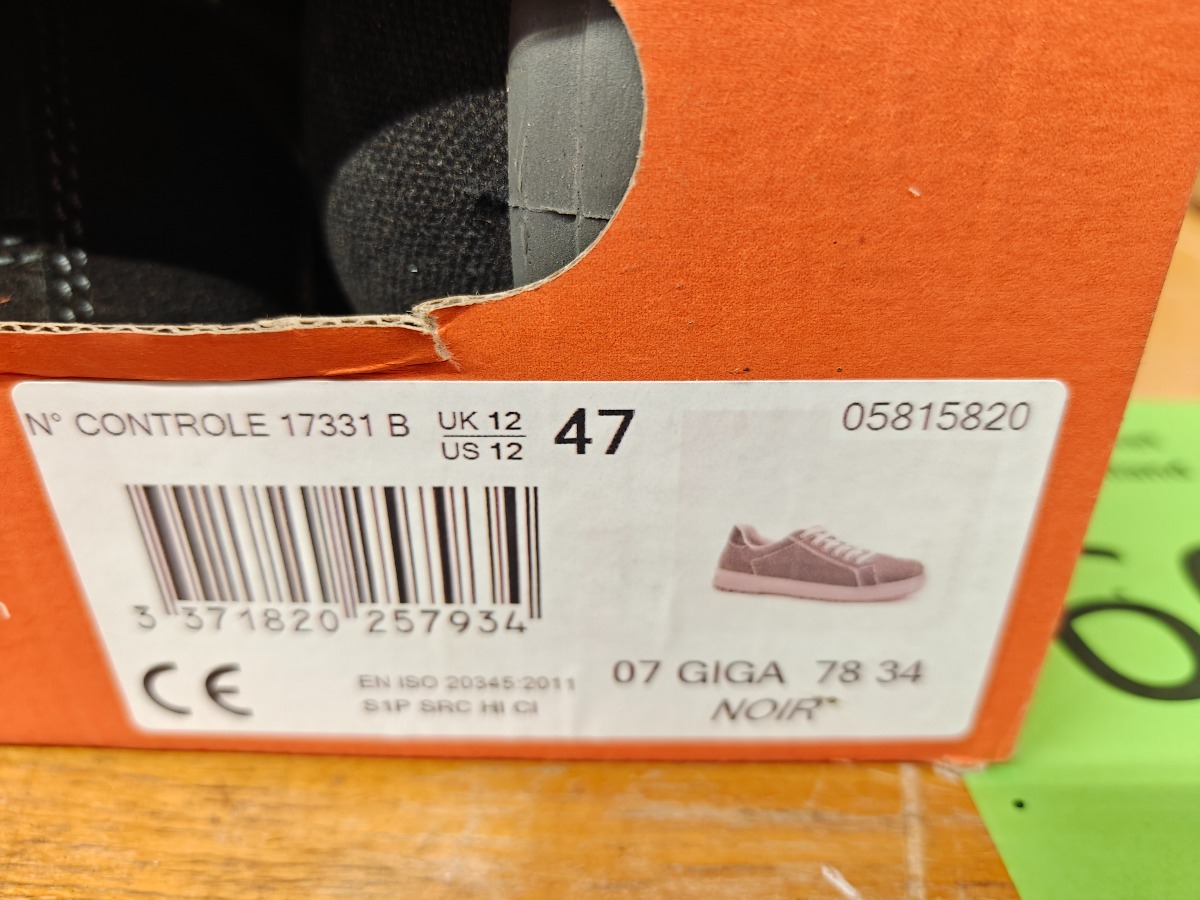 N° CONTROLE 17331 B
UK 12
US 12
47
05815820
3 371820 257934
CE
EN ISO 20345:2011
S1P SRC HI CI
07 GIGA 78 34
NOIR**